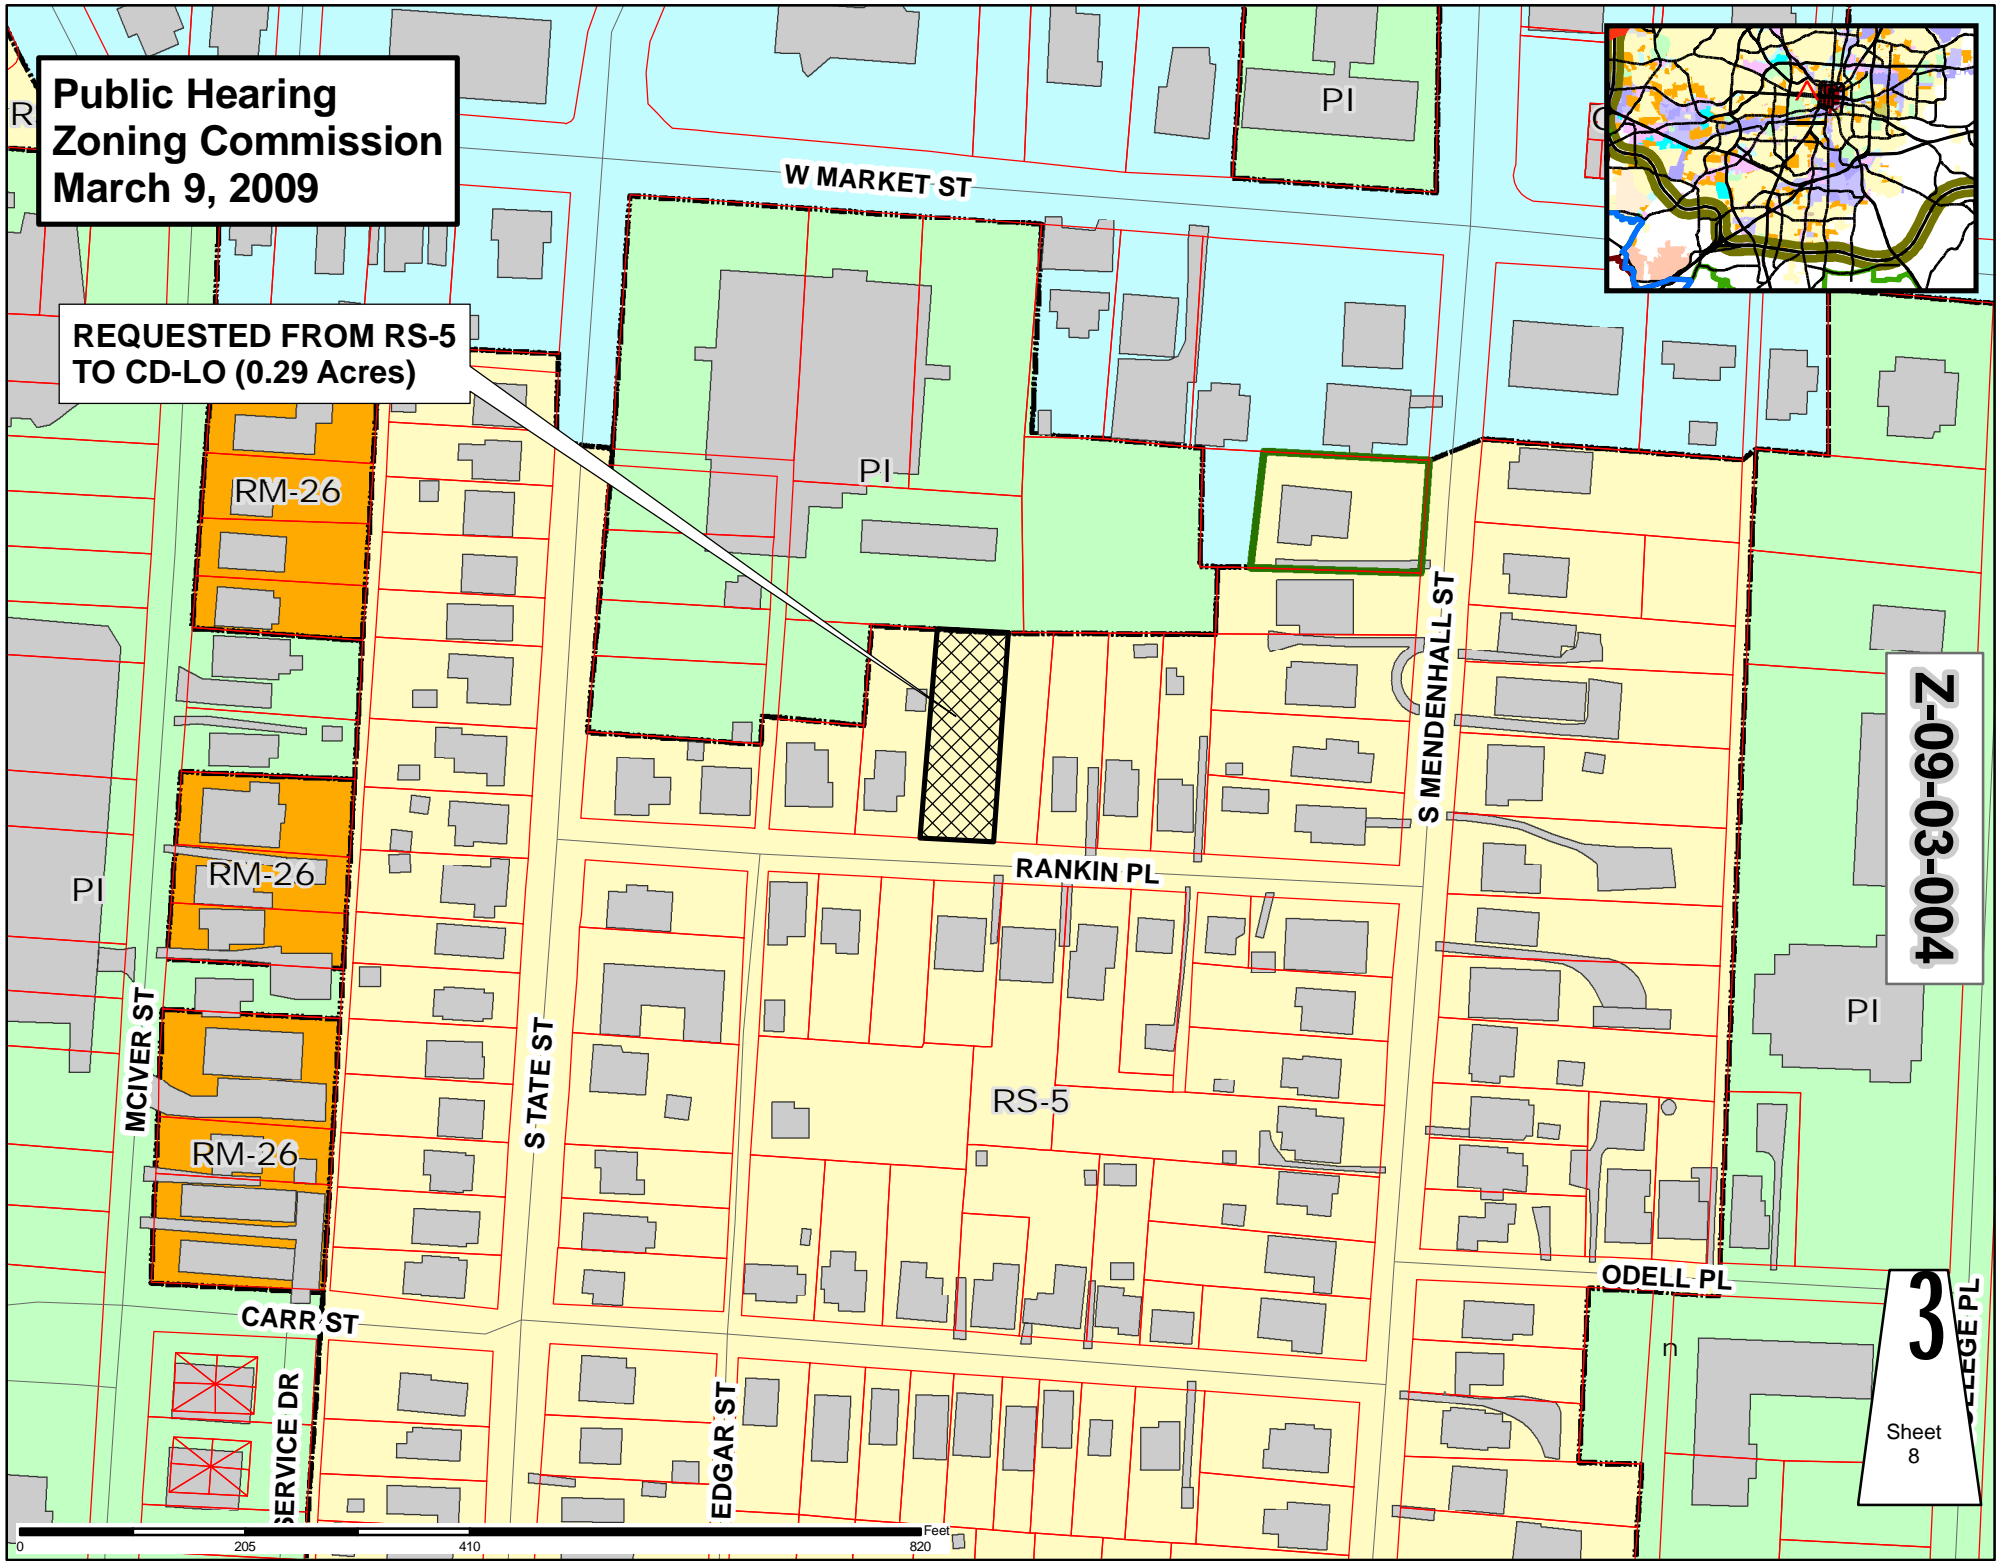 Public Hearing
Zoning Commission
March 9, 2009
R
PI
C
W MARKET ST
REQUESTED FROM RS-5
TO CD-LO (0.29 Acres)
PI
RM-26
S MENDENHALL ST
Z-09-03-004
RANKIN PL
RM-26
PI
PI
MCIVER ST
S TATE ST
RS-5
RM-26
ODELL PL
CARR ST
3
Sheet
8
n
SERVICE DR
EDGAR ST
Feet
0
205
410
820